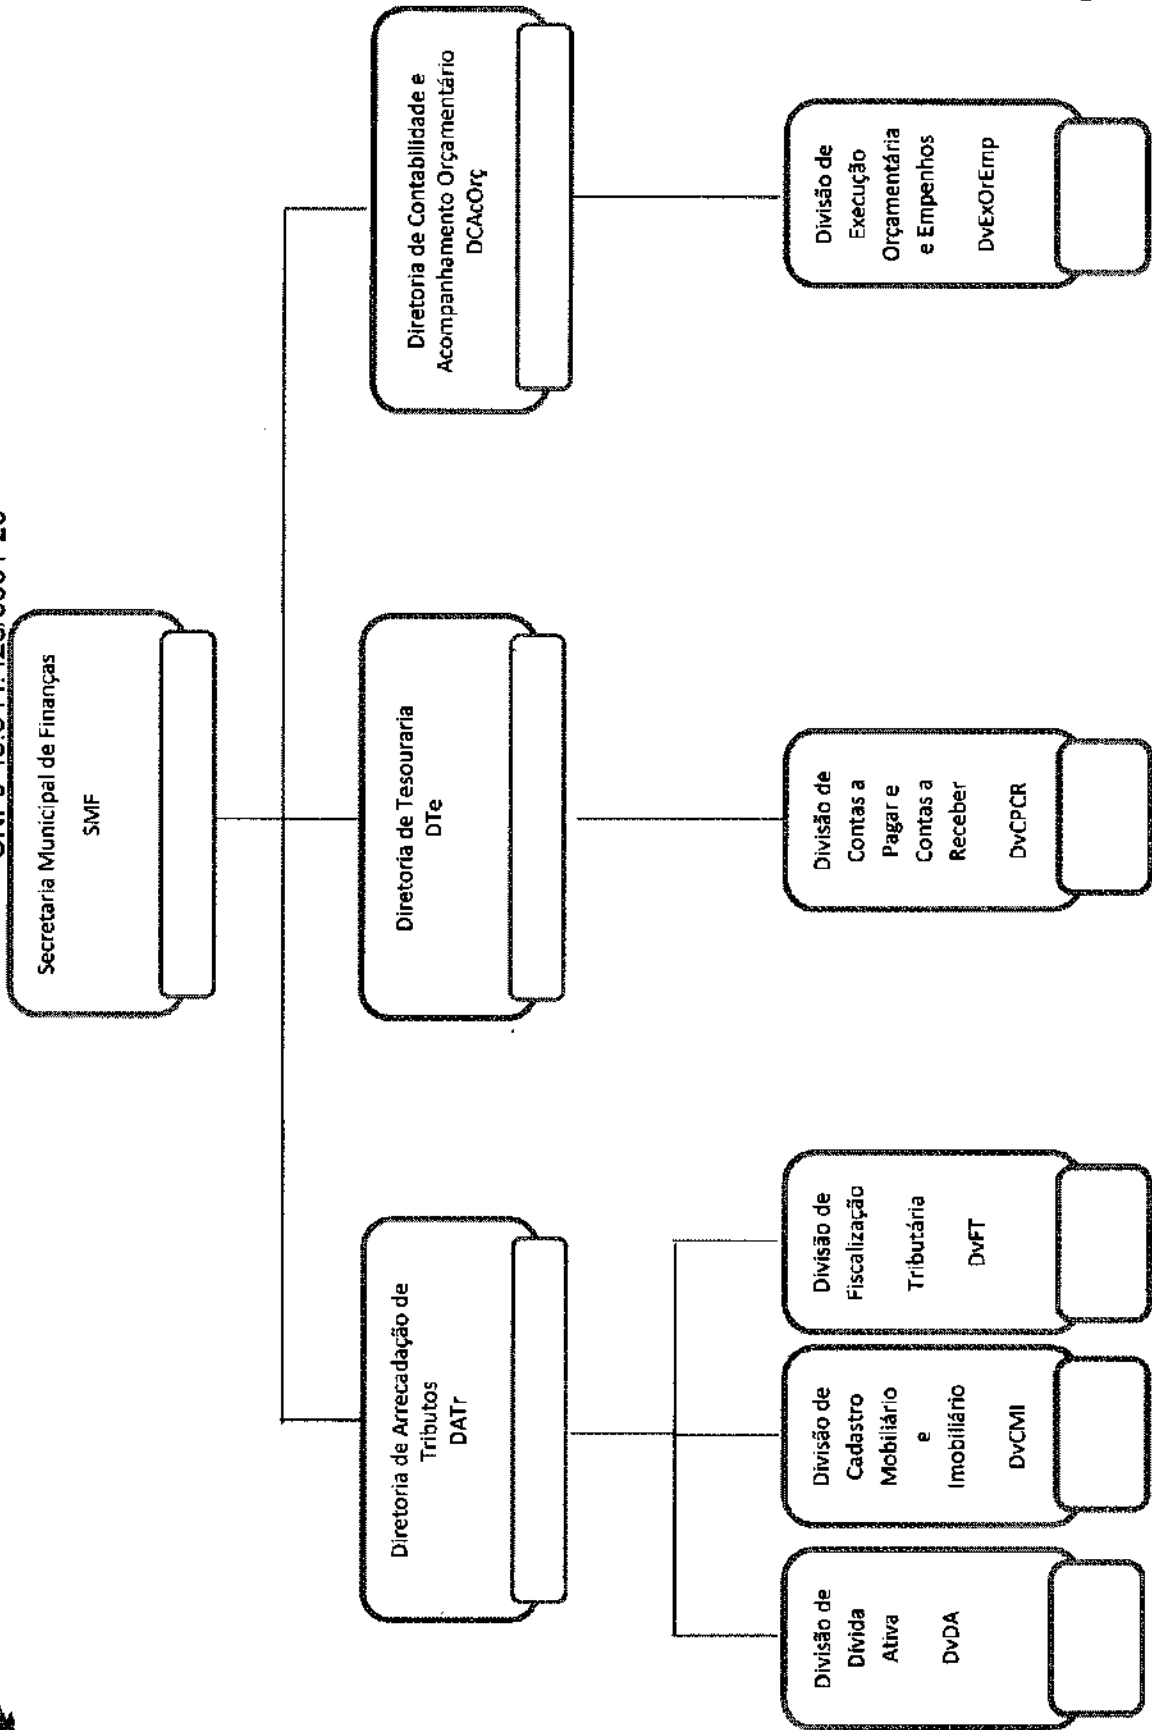 Secretaria Municipal de Finanças
SMF
Diretoria de Arrecadação de
Tributos
DATr
Diretoria de Tesouraria
DTe
Diretoria de Contabilidade e
Acompanhamento Orçamentário
DCAcOrç
Divisão de
Dívida
Ativa
DvDA
Divisão de
Cadastro
Mobiliário
e
Imobiliário
DvCMI
Divisão de
Fiscalização
Tributária
DvFT
Divisão de
Contas a
Pagar e
Contas a
Receber
DvCPCR
Divisão de
Execução
Orçamentária
e Empenhos
DvExOrEmp